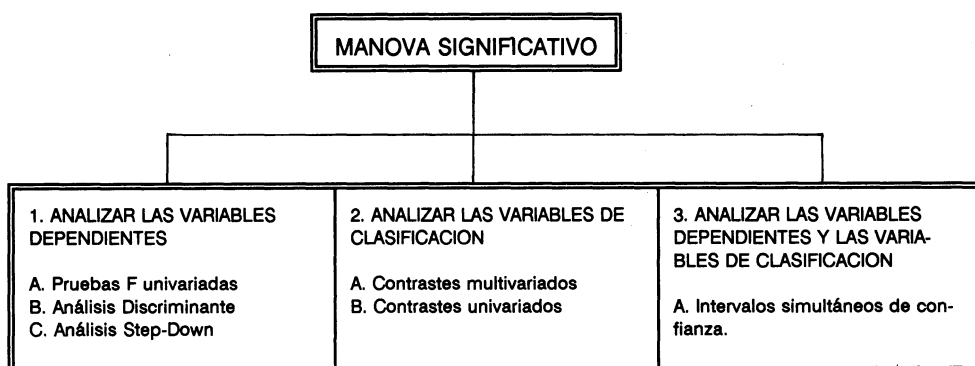 MANOVA SIGNIFICATIVO
1. ANALIZAR LAS VARIABLES
DEPENDIENTES
A. Pruebas F univariadas
B. Análisis Discriminante
C. Análisis Step-Down
2. ANALIZAR LAS VARIABLES DE
CLASIFICACION
A. Contrastes multivariados
B. Contrastes univariados
3. ANALIZAR LAS VARIABLES
DEPENDIENTES Y LAS VARIA-
BLES DE CLASIFICACION
A. Intervalos simultáneos de con-
fianza.